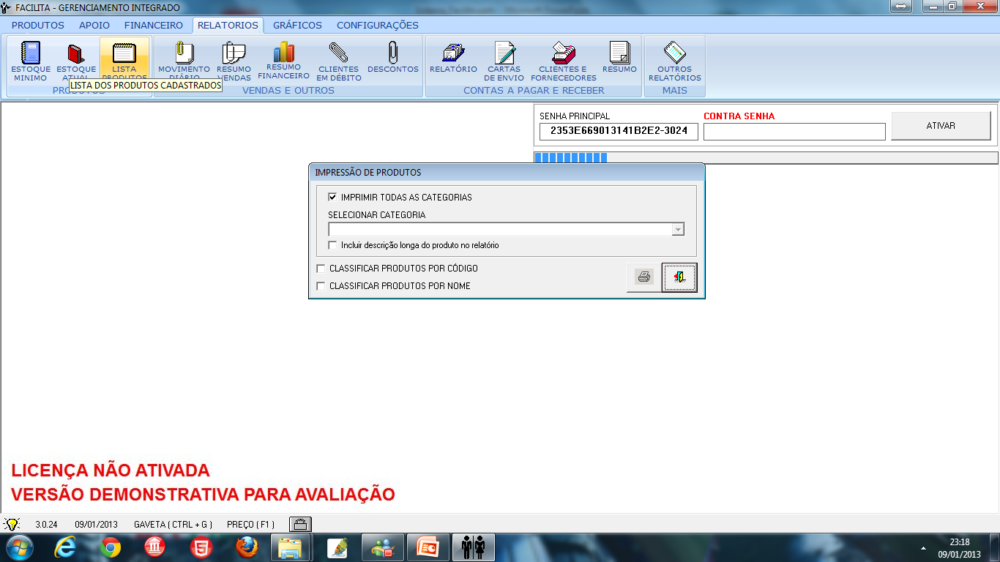 FACILITA - GERENCIAMENTO INTEGRADO
PRODUTOS APOIO FINANCEIRO RELATORIOS GRÁFICOS CONFIGURAÇÕES
ESTOQUE MINIMO
ESTOQUE ATUAL
LISTA PRODUTOS
MOVIMENTO DIÁRIO
RESUMO VENDAS
RESUMO FINANCEIRO
CLIENTES EM DÉBITO
DESCONTOS
RELATÓRIO
CARTAS DE ENVIO
CLIENTES E FORNECEDORES
RESUMO
OUTROS RELATÓRIOS
LISTA DOS PRODUTOS CADASTRADOS
VENDAS E OUTROS
CONTAS A PAGAR E RECEBER
MAIS
SENHA PRINCIPAL
2353E669013141B2E2-3024
CONTRA SENHA
ATIVAR
IMPRESSÃO DE PRODUTOS
IMPRIMIR TODAS AS CATEGORIAS
SELECIONAR CATEGORIA
Incluir descrição longa do produto no relatório
CLASSIFICAR PRODUTOS POR CÓDIGO
CLASSIFICAR PRODUTOS POR NOME
LICENÇA NÃO ATIVADA
VERSÃO DEMONSTRATIVA PARA AVALIAÇÃO
3.0.24 09/01/2013 GAVETA ( CTRL + G ) PREÇO ( F1 )
23:18
09/01/2013